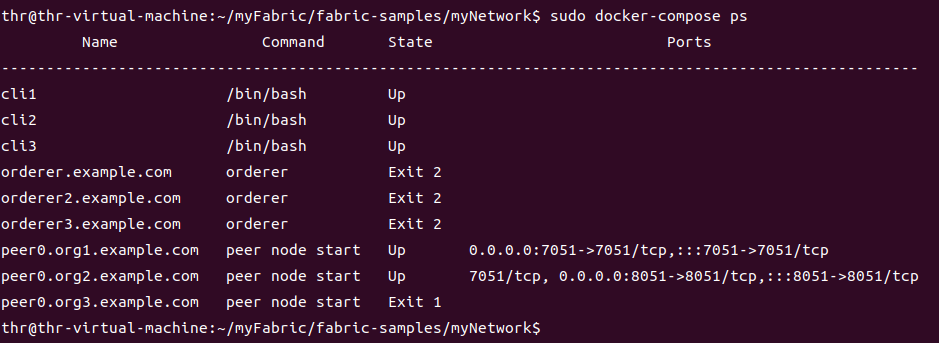 thr@thr-virtual-machine:~/myFabric/fabric-samples/myNetwork$ sudo docker-compose ps
Name Command State Ports
------------------------------------------------------------------------------------------------------
cli1 /bin/bash Up
cli2 /bin/bash Up
cli3 /bin/bash Up
orderer.example.com orderer Exit 2
orderer2.example.com orderer Exit 2
orderer3.example.com orderer Exit 2
peer0.org1.example.com peer node start Up 0.0.0.0:7051->7051/tcp,:::7051->7051/tcp
peer0.org2.example.com peer node start Up 7051/tcp, 0.0.0.0:8051->8051/tcp,:::8051->8051/tcp
peer0.org3.example.com peer node start Exit 1
thr@thr-virtual-machine:~/myFabric/fabric-samples/myNetwork$